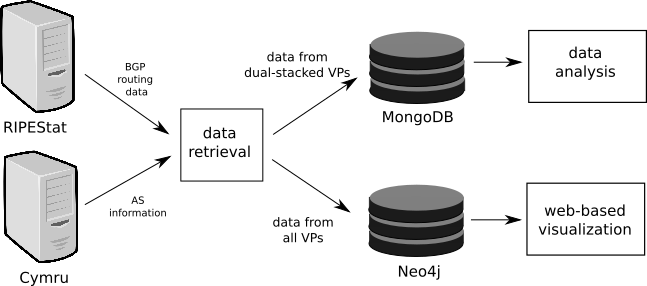 RIPEStat
BGP
routing
data
AS
information
Cymru
data
retrieval
data from
dual-stacked VPs
data from
all VPs
MongoDB
Neo4j
data
analysis
web-based
visualization